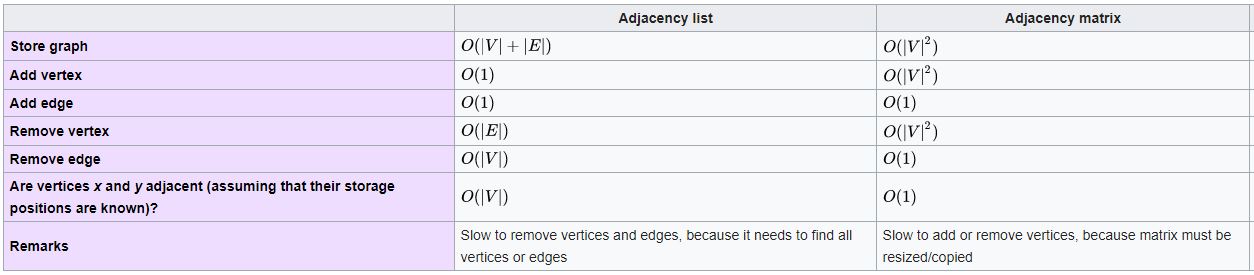 Adjacency list Adjacency matrix
Store graph O(|V| + |E|) O(|V|²)
Add vertex O(1) O(|V|²)
Add edge O(1) O(1)
Remove vertex O(|E|) O(|V|²)
Remove edge O(|V|) O(1)
Are vertices x and y adjacent (assuming that their storage
positions are known)? O(|V|) O(1)
Remarks
Slow to remove vertices and edges, because it needs to find all
vertices or edges
Slow to add or remove vertices, because matrix must be
resized/copied